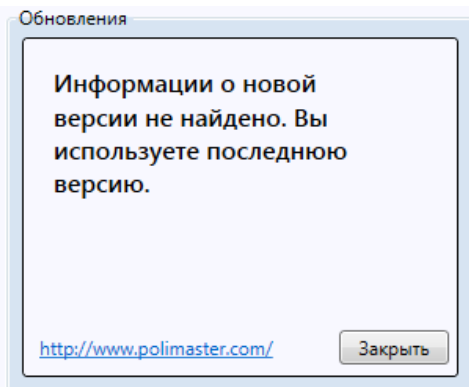 Обновления
Информации о новой
версии не найдено. Вы
используете последнюю
версию.
http://www.polimaster.com/
Закрыть